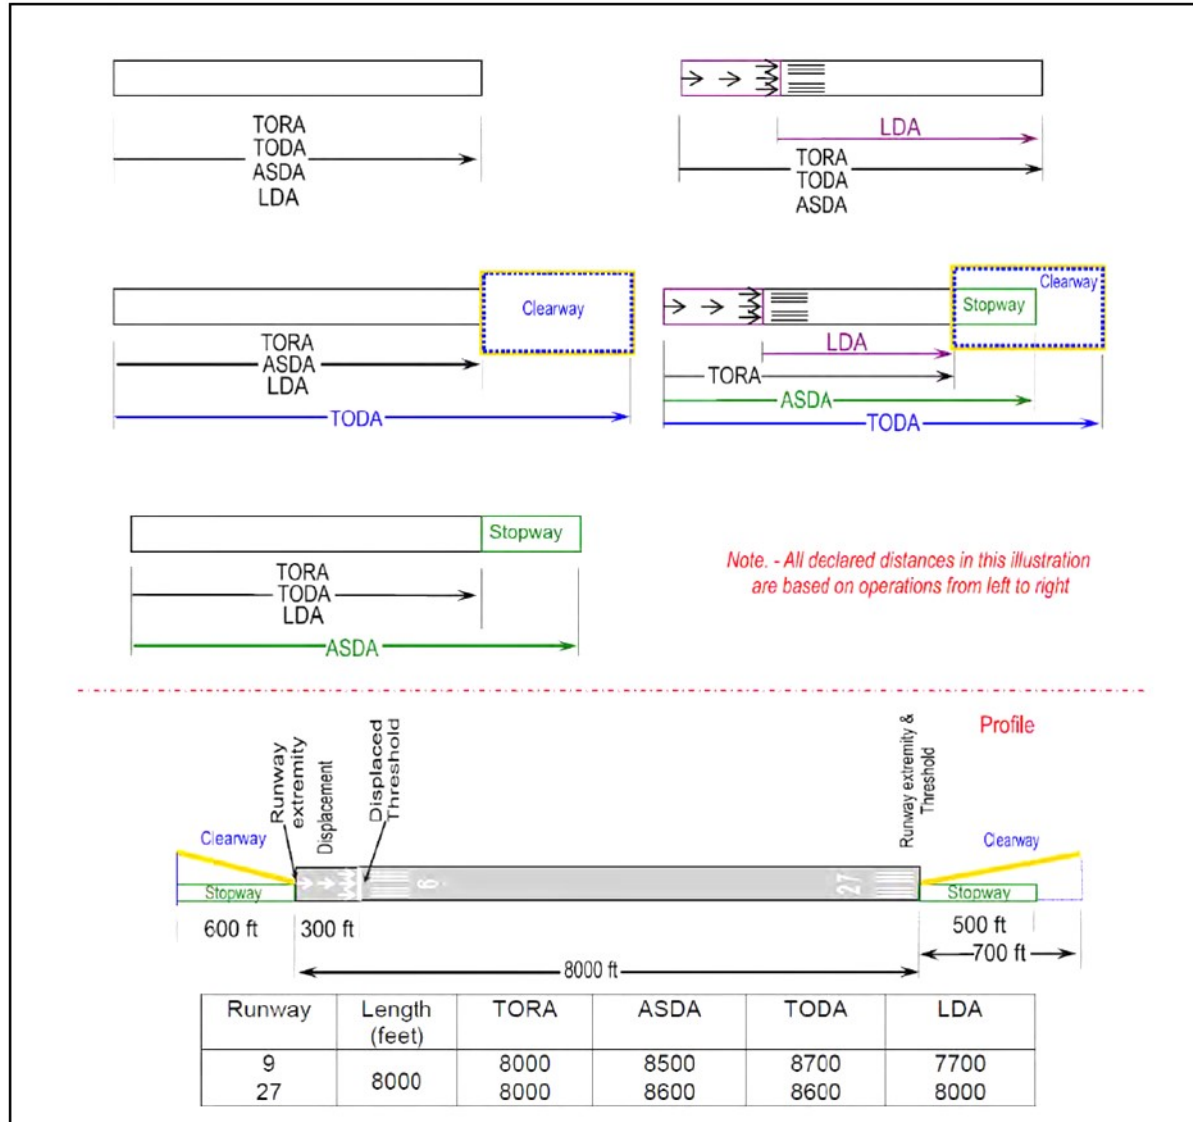 TORA
TODA
ASDA
LDA
LDA
TORA
TODA
ASDA
Clearway
TORA
ASDA
LDA
TODA
Clearway
Stopway
LDA
TORA
ASDA
TODA
Stopway
TORA
TODA
LDA
ASDA
Note. - All declared distances in this illustration
are based on operations from left to right
Profile
Runway
extremity
Displacement
Displaced
Threshold
Runway extremity &
Threshold
Clearway
Clearway
Stopway
9
27
Stopway
600 ft
300 ft
500 ft
700 ft
8000 ft
Runway Length (feet) TORA ASDA TODA LDA
9 8000 8000 8500 8700 7700
27 8000 8600 8600 8000